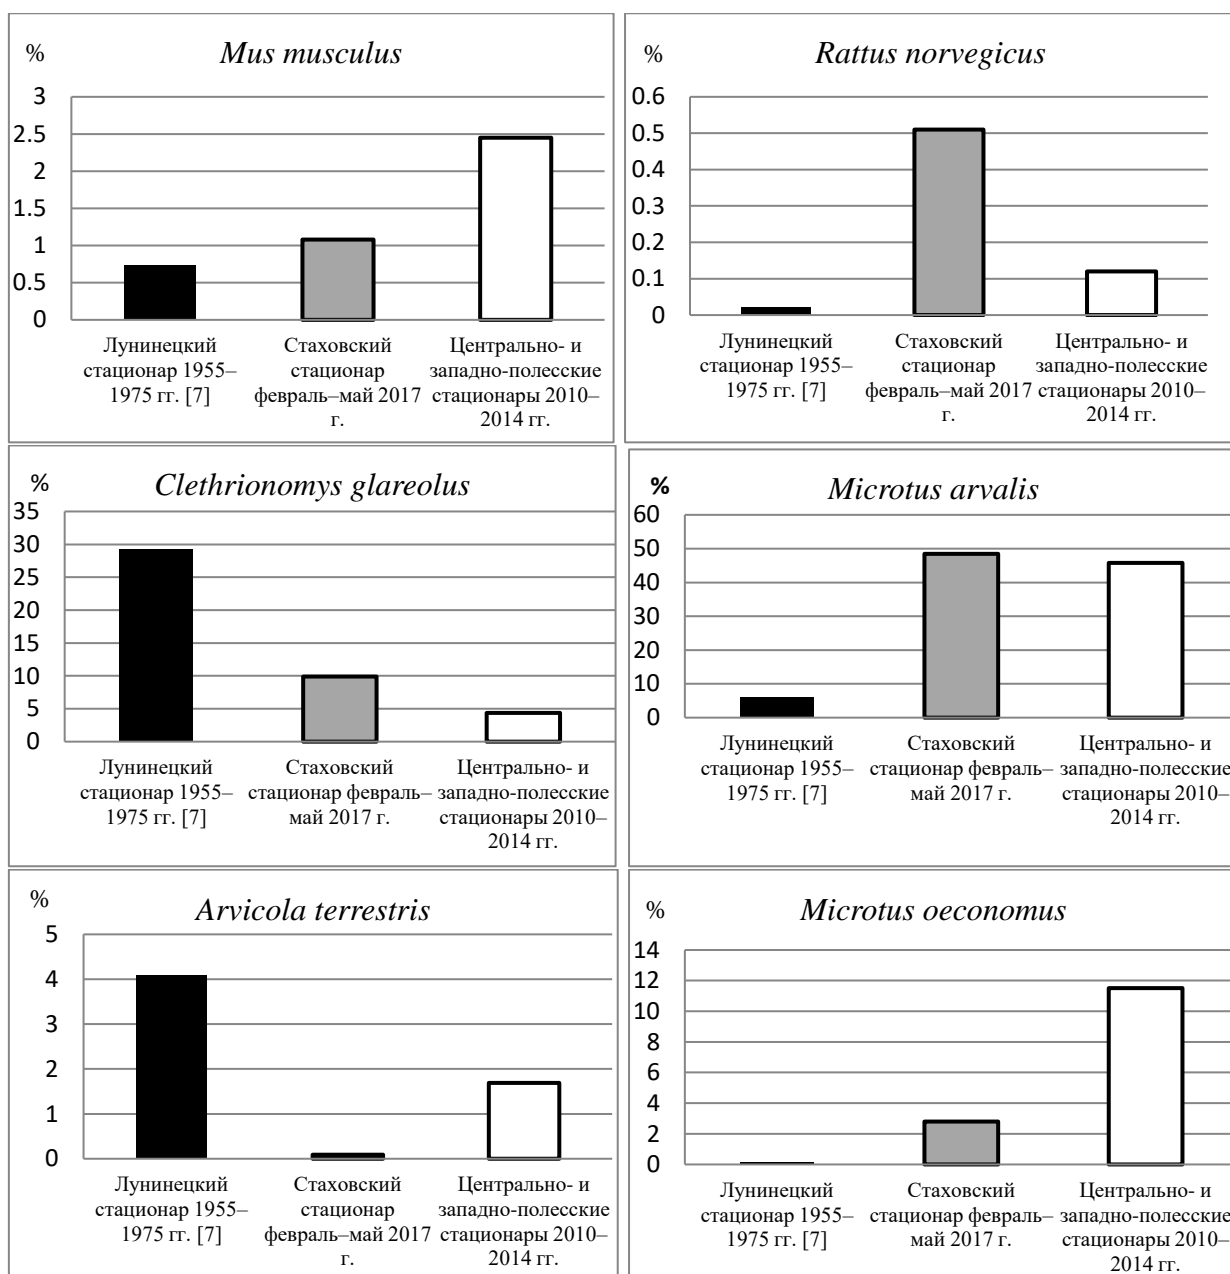 %
Mus musculus
3
2.5
2
1.5
1
0.5
0
Лунинецкий
стационар 1955–
1975 гг. [7]
Стаховский
стационар
февраль–май 2017
г.
Центрально- и
западно-полесские
стационары 2010–
2014 гг.
%
Rattus norvegicus
0.6
0.5
0.4
0.3
0.2
0.1
0
Лунинецкий
стационар 1955–
1975 гг. [7]
Стаховский
стационар
февраль–май 2017
г.
Центрально- и
западно-полесские
стационары 2010–
2014 гг.
%
Clethrionomys glareolus
35
30
25
20
15
10
5
0
Лунинецкий
стационар 1955–
1975 гг. [7]
Стаховский
стационар февраль–
май 2017 г.
Центрально- и
западно-полесские
стационары 2010–
2014 гг.
%
Microtus arvalis
60
50
40
30
20
10
0
Лунинецкий
стационар 1955–
1975 гг. [7]
Стаховский
стационар февраль–
май 2017 г.
Центрально- и
западно-полесские
стационары 2010–
2014 гг.
%
Arvicola terrestris
5
4
3
2
1
0
Лунинецкий
стационар 1955–
1975 гг. [7]
Стаховский
стационар
февраль–май 2017
г.
Центрально- и
западно-полесские
стационары 2010–
2014 гг.
%
Microtus oeconomus
14
12
10
8
6
4
2
0
Лунинецкий
стационар 1955–
1975 гг. [7]
Стаховский
стационар февраль–
май 2017 г.
Центрально- и
западно-полесские
стационары 2010–
2014 гг.